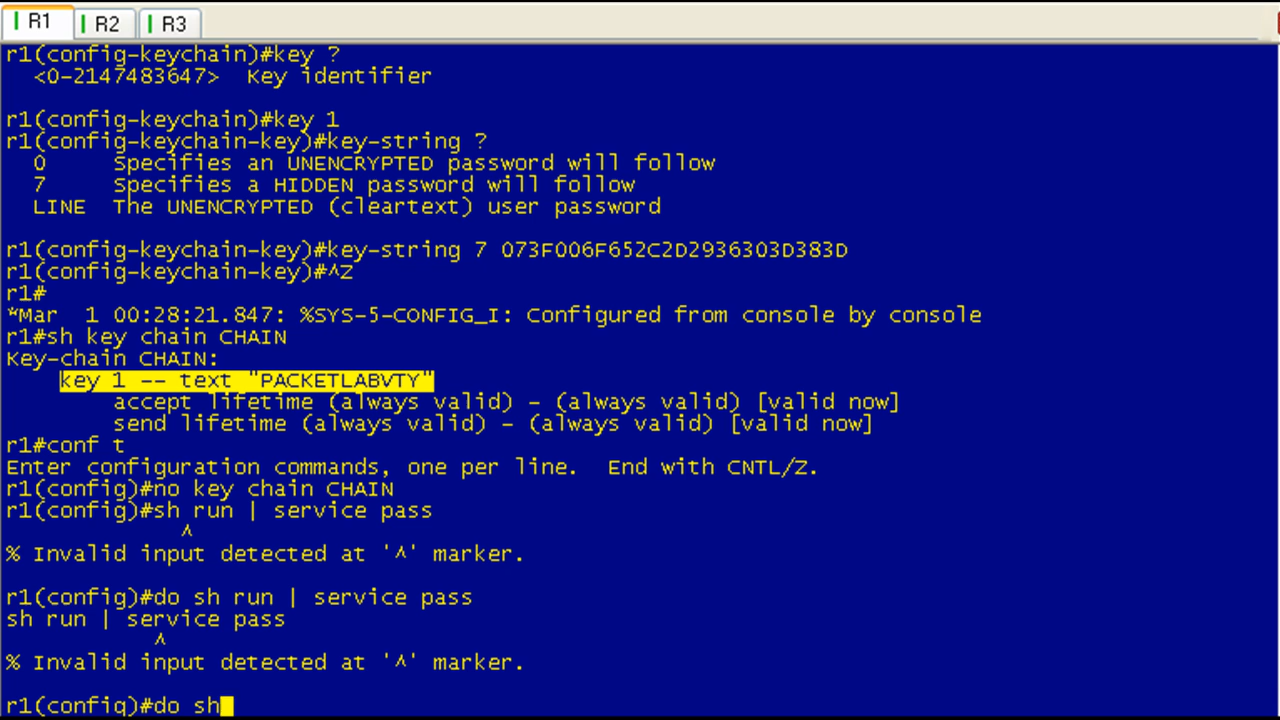 R1
R2
R3
r1(config-keychain)#key ?
<0-2147483647>  Key identifier
r1(config-keychain)#key 1
r1(config-keychain-key)#key-string ?
0     Specifies an UNENCRYPTED password will follow
7     Specifies a HIDDEN password will follow
LINE  The UNENCRYPTED (cleartext) user password
r1(config-keychain-key)#key-string 7 073F006F652C2D2936303D383D
r1(config-keychain-key)#^Z
r1#
*Mar  1 00:28:21.847: %SYS-5-CONFIG_I: Configured from console by console
r1#sh key chain CHAIN
Key-chain CHAIN:
key 1 -- text "PACKETLABVTY"
accept lifetime (always valid) - (always valid) [valid now]
send lifetime (always valid) - (always valid) [valid now]
r1#conf t
Enter configuration commands, one per line.  End with CNTL/Z.
r1(config)#no key chain CHAIN
r1(config)#sh run | service pass
^
% Invalid input detected at '^' marker.
r1(config)#do sh run | service pass
sh run | service pass
^
% Invalid input detected at '^' marker.
r1(config)#do sh